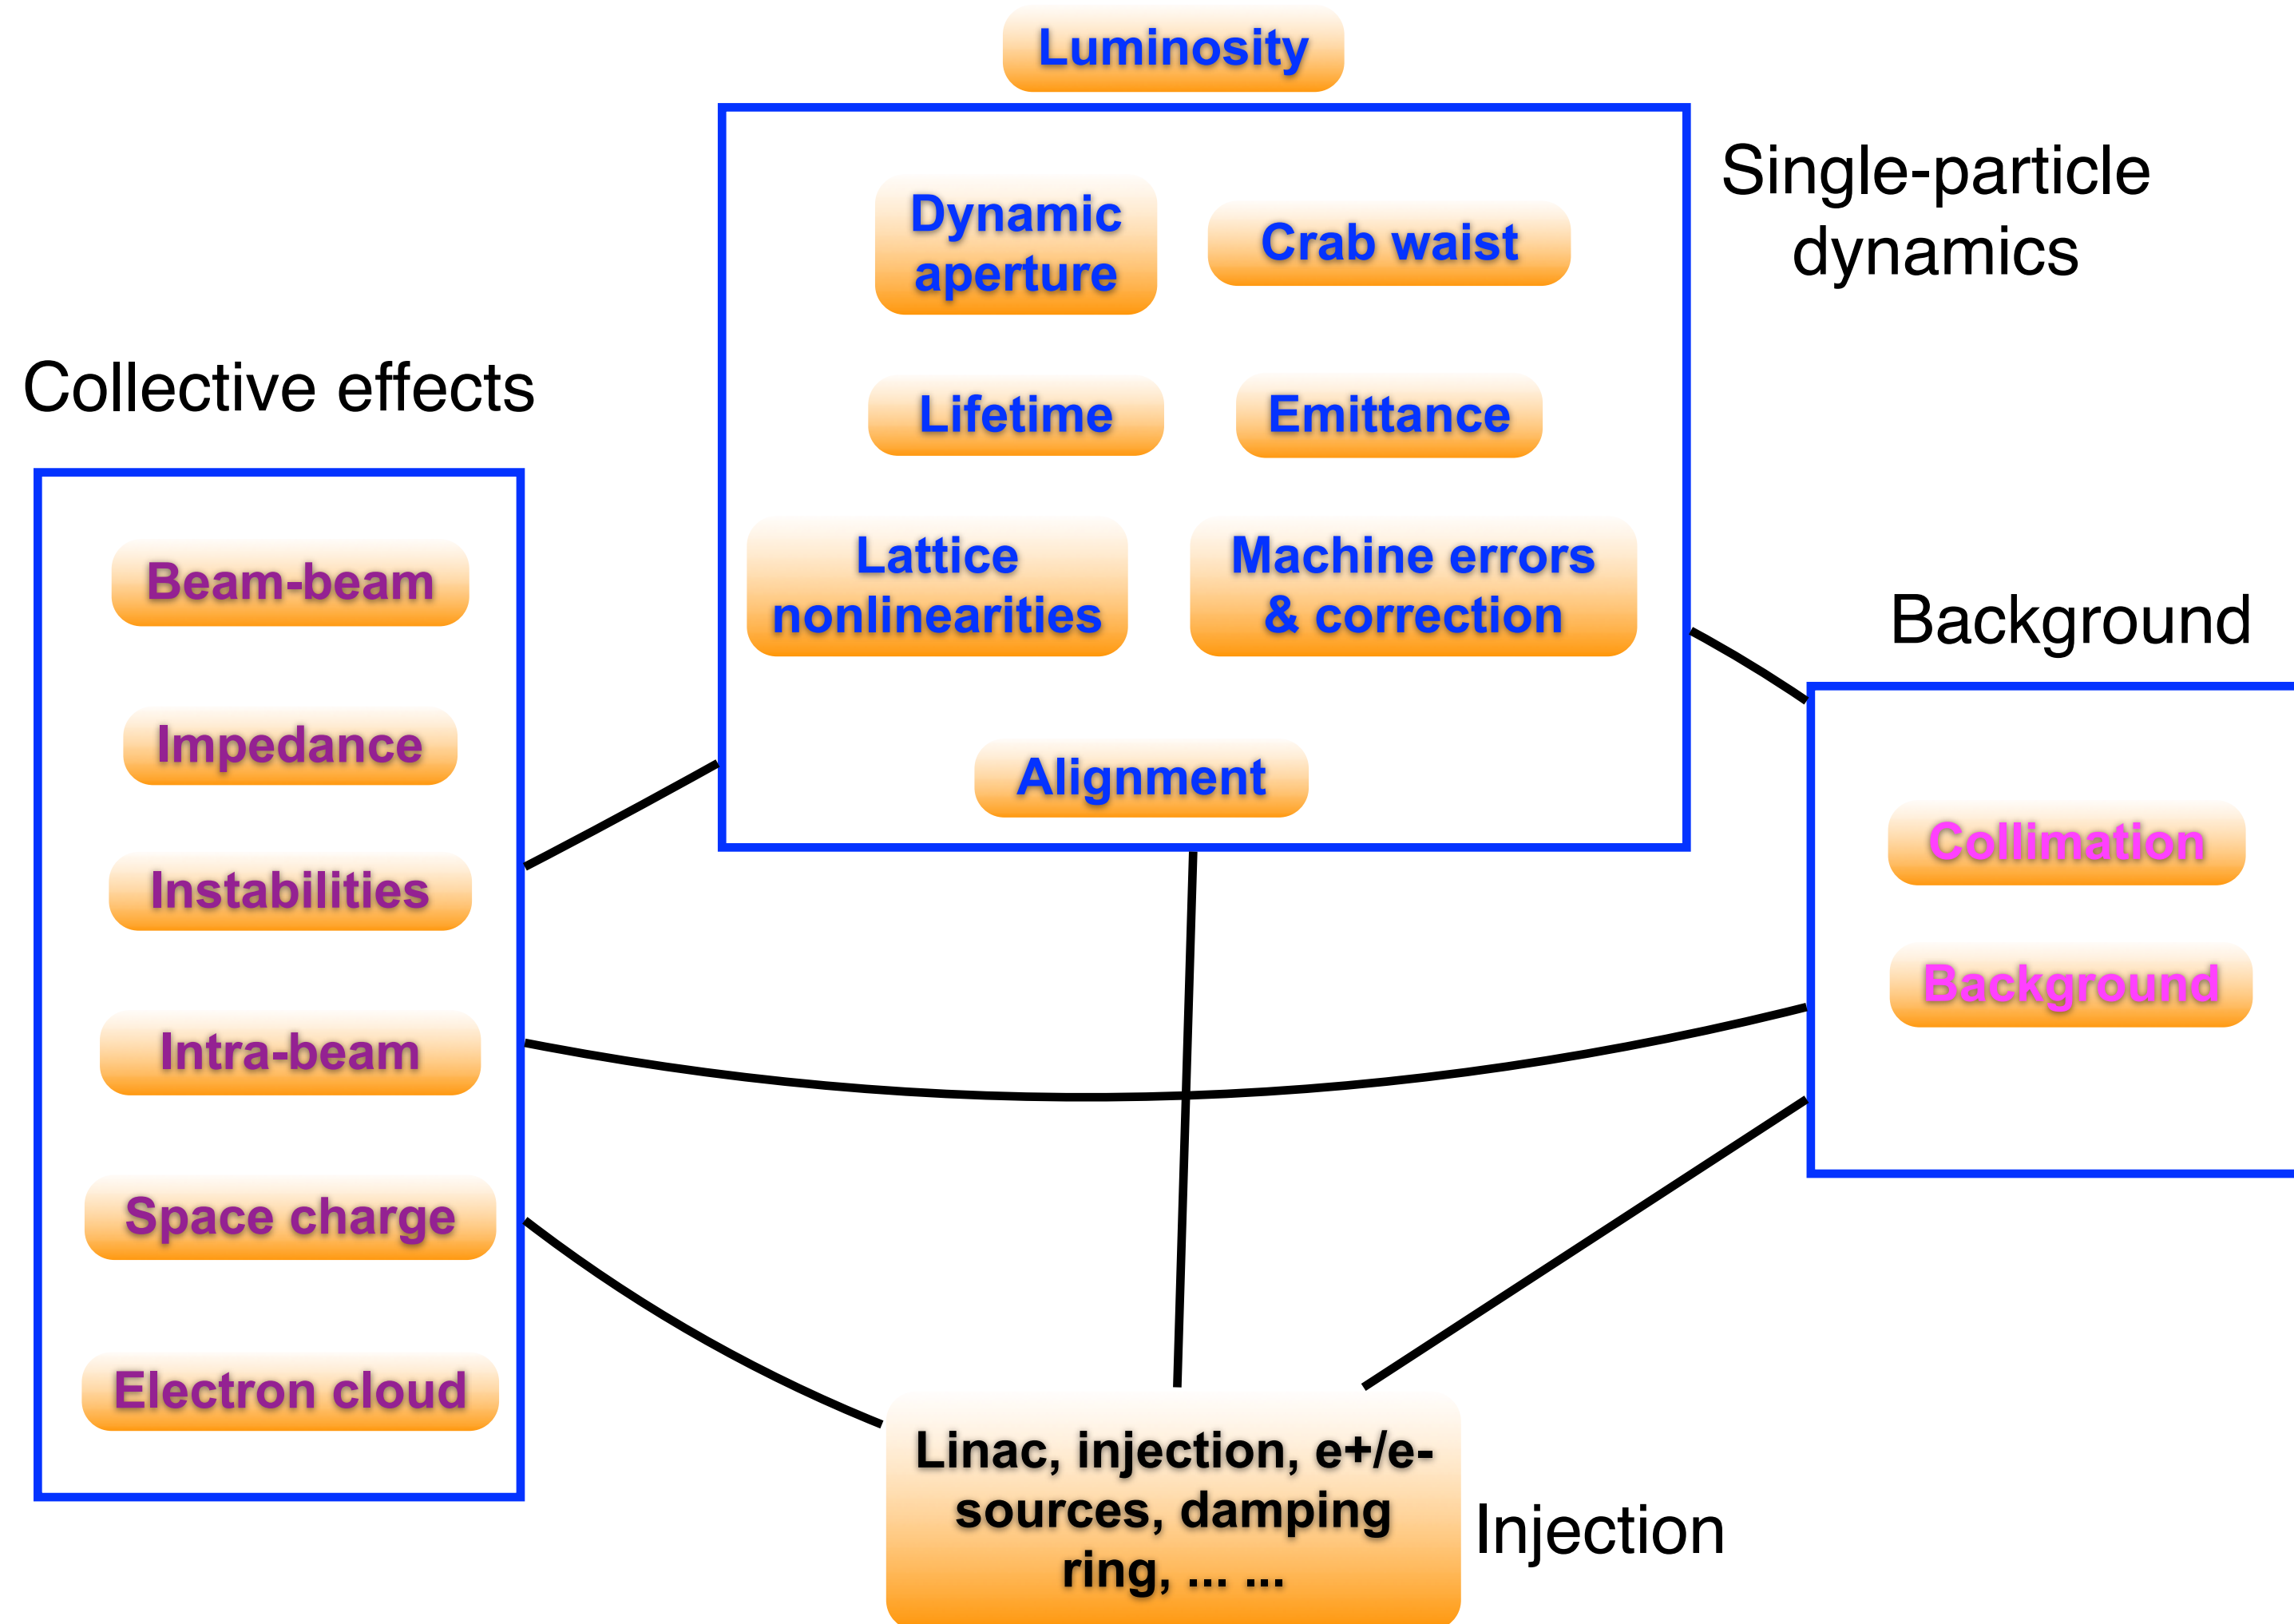 Luminosity
Single-particle
dynamics
Dynamic
aperture
Crab waist
Lifetime
Emittance
Lattice
nonlinearities
Machine errors
& correction
Alignment
Collective effects
Beam-beam
Impedance
Instabilities
Intra-beam
Space charge
Electron cloud
Background
Collimation
Background
Linac, injection, e+/e-
sources, damping
ring, ... ...
Injection